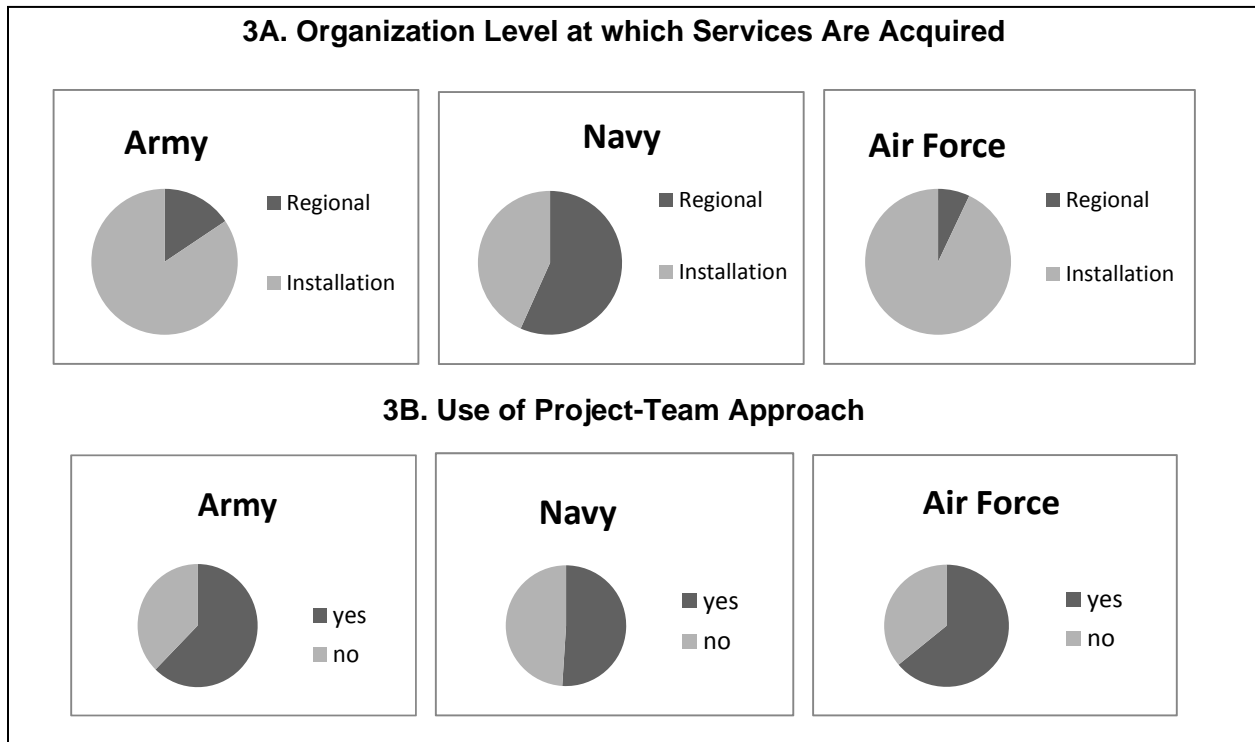 3A. Organization Level at which Services Are Acquired
Army
Regional
Installation
Navy
Regional
Installation
Air Force
Regional
Installation
3B. Use of Project-Team Approach
Army
yes
no
Navy
yes
no
Air Force
yes
no